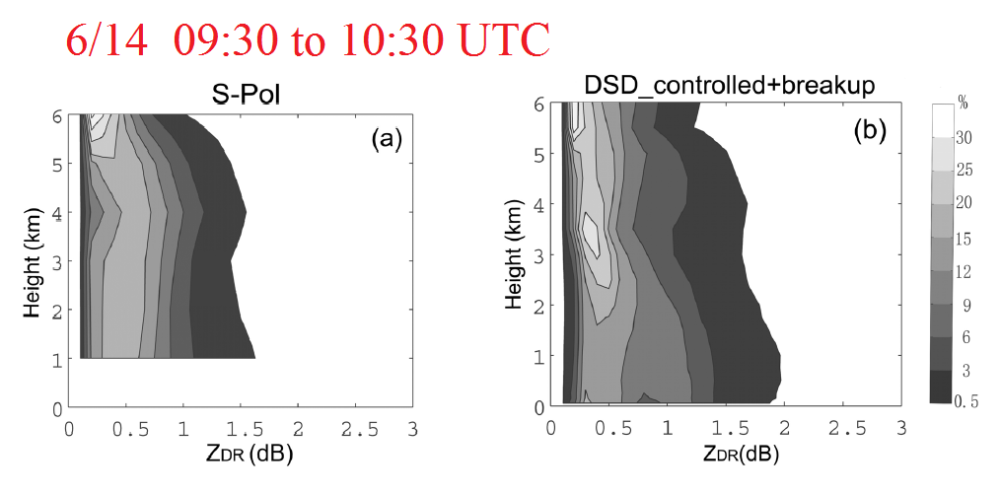 6/14 09:30 to 10:30 UTC
S-Pol
(a)
6
5
4
3
2
1
0
Height (km)
0 0.5 1 1.5 2 2.5 3
ZDR (dB)
DSD_controlled+breakup
(b)
6
5
4
3
2
1
0
Height (km)
0 0.5 1 1.5 2 2.5 3
ZDR(dB)
%
30
25
20
15
12
9
6
3
0.5